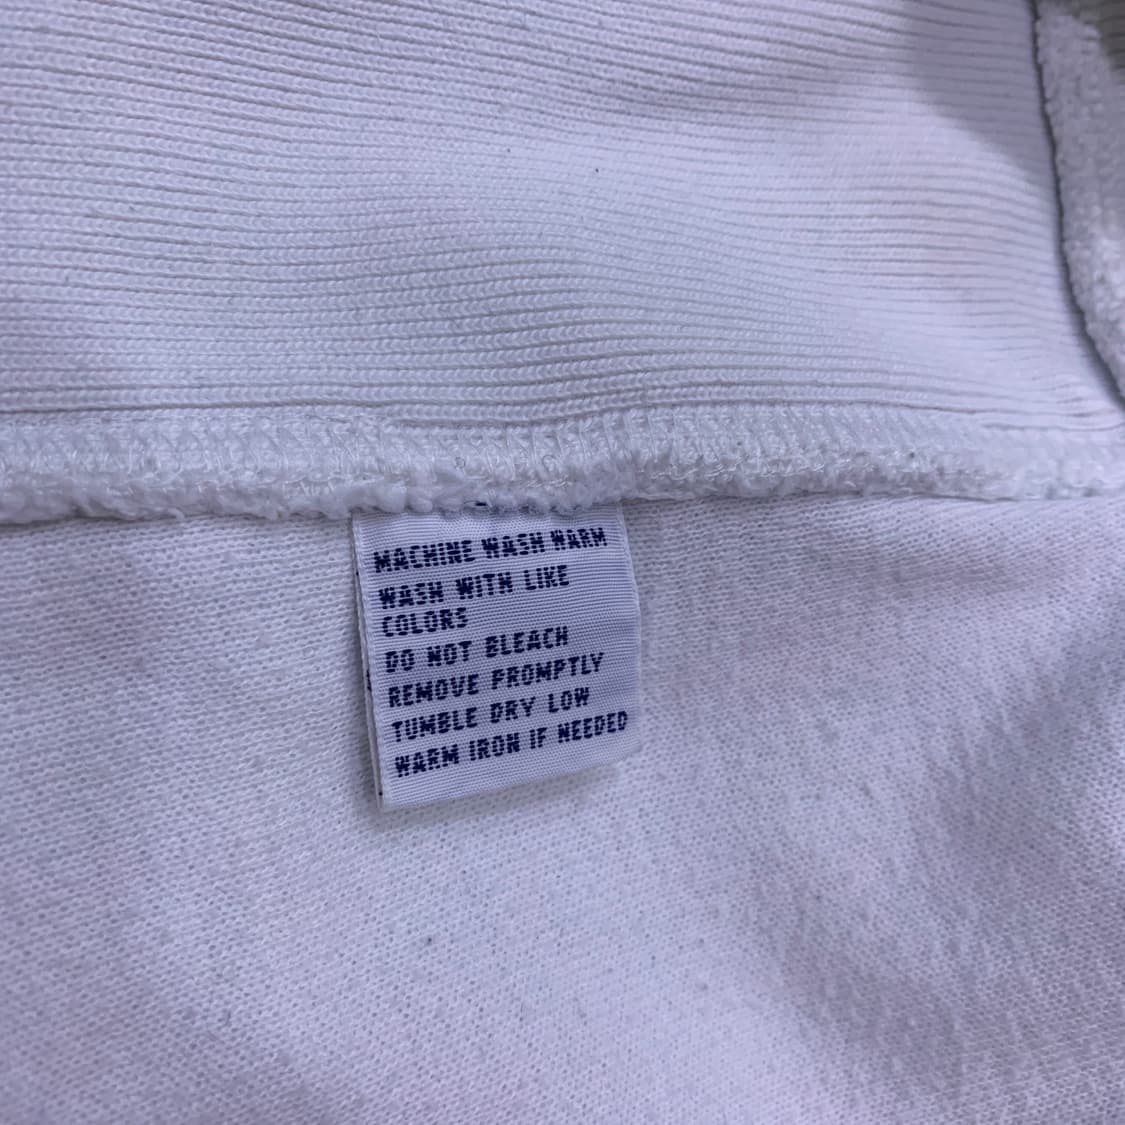 MACHINE WASH WARM
WASH WITH LIKE
COLORS
DO NOT BLEACH
REMOVE PROMPTLY
TUMBLE DRY LOW
WARM IRON IF NEEDED